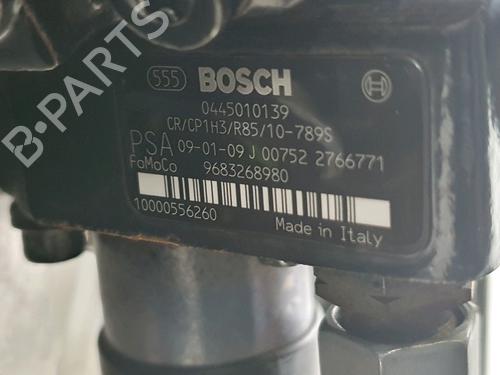 B-PARTS
555 BOSCH
0445010139
CR/CP1H3/R85/10-789S
PSA 09-01-09 J 00752 2766771
FoMoCo 9683268980
10000556260 Made in Italy